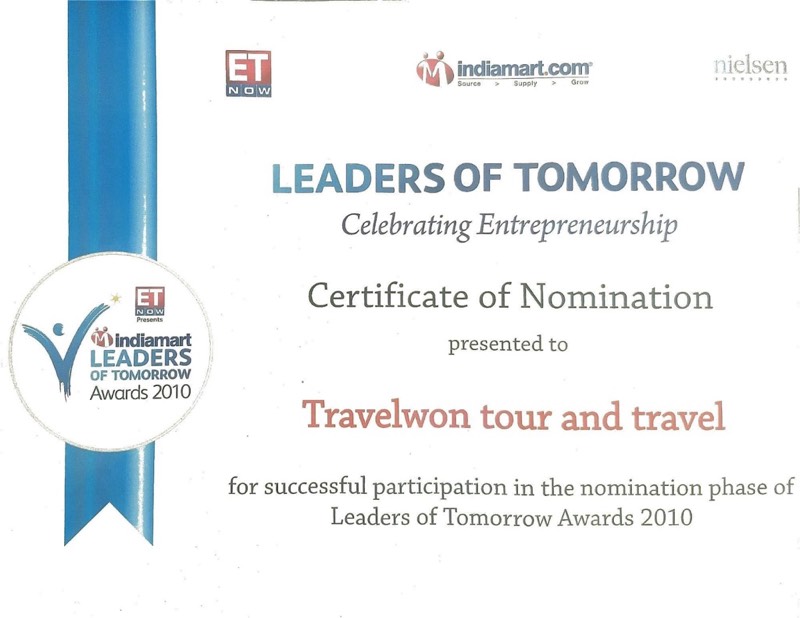 ET
NOW
indiamart.com
Source > Supply > Grow
nielsen
LEADERS OF TOMORROW
Celebrating Entrepreneurship
Certificate of Nomination
presented to
Travelwon tour and travel
for successful participation in the nomination phase of
Leaders of Tomorrow Awards 2010
ET
NOW
Presents
indiamart
LEADERS
OF TOMORROW
Awards 2010